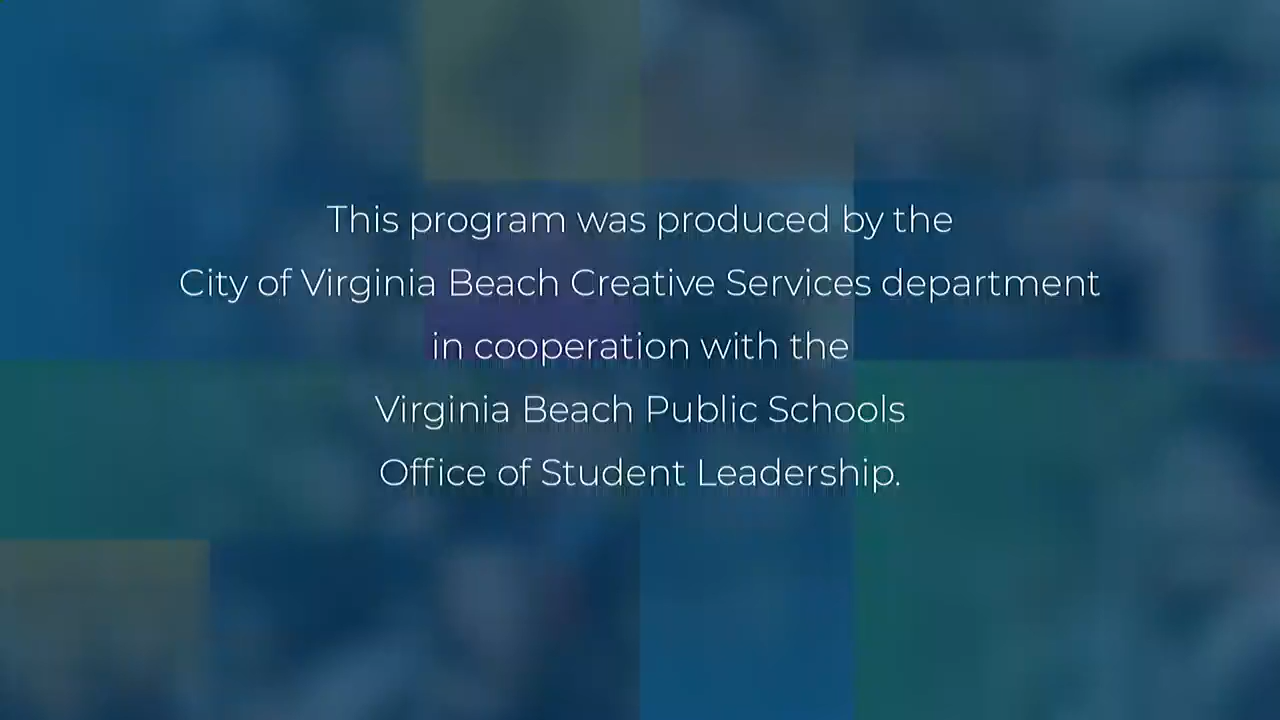 This program was produced by the
City of Virginia Beach Creative Services department
in cooperation with the
Virginia Beach Public Schools
Office of Student Leadership.